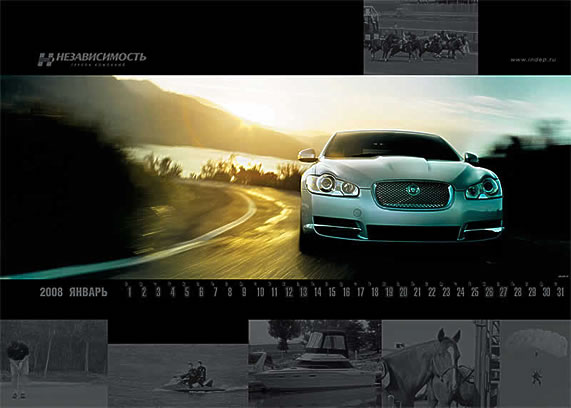 НЕЗАВИСИМОСТЬ
ГРУППА КОМПАНИЙ
www.indep.ru
2008 ЯНВАРЬ 1 2 3 4 5 6 7 8 9 10 11 12 13 14 15 16 17 18 19 20 21 22 23 24 25 26 27 28 29 30 31